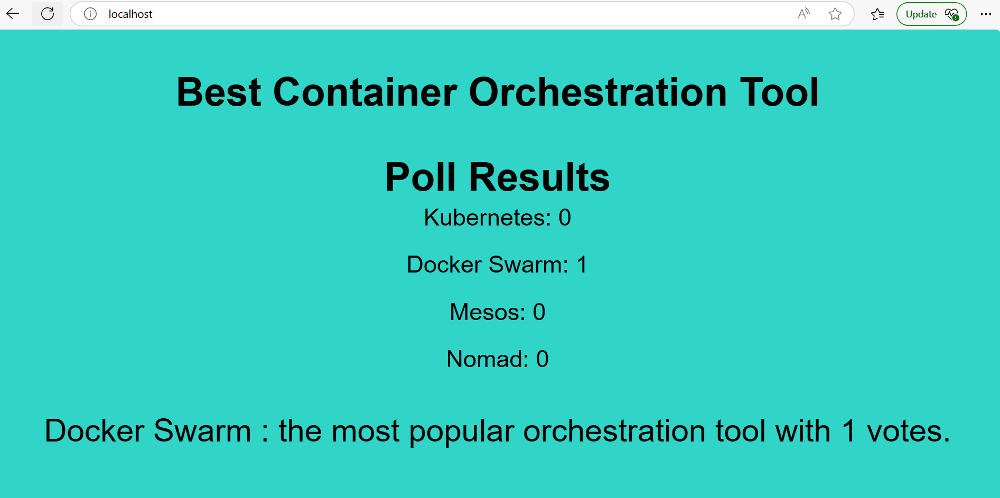 localhost
Update
Best Container Orchestration Tool
Poll Results
Kubernetes: 0
Docker Swarm: 1
Mesos: 0
Nomad: 0
Docker Swarm : the most popular orchestration tool with 1 votes.